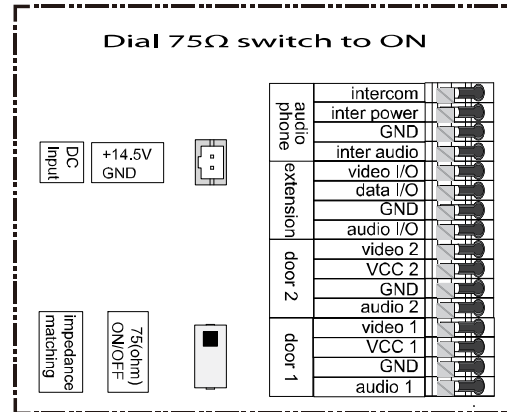 Dial 75Ω switch to ON
DC
Input
+14.5V
GND
impedance
matching
75(ohm)
ON/OFF
audio
phone
intercom
inter power
GND
inter audio
extension
video I/O
data I/O
GND
audio I/O
door 2
video 2
VCC 2
GND
audio 2
door 1
video 1
VCC 1
GND
audio 1